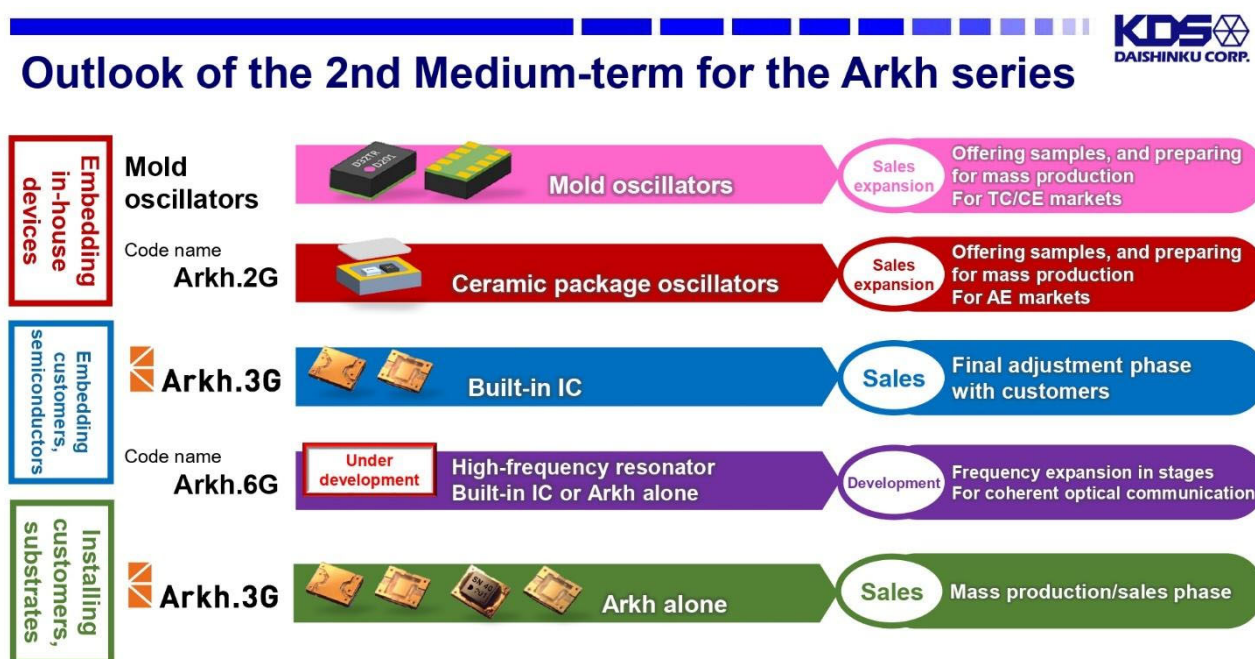 KDS
DAISHINKU CORP.
Outlook of the 2nd Medium-term for the Arkh series
Embedding
in-house
devices
Mold
oscillators
D32TR
D201
Mold oscillators
Sales
expansion
Offering samples, and preparing
for mass production
For TC/CE markets
Code name
Arkh.2G
Ceramic package oscillators
Sales
expansion
Offering samples, and preparing
for mass production
For AE markets
Embedding
customers,
semiconductors
Arkh.3G
Built-in IC
Sales
Final adjustment phase
with customers
Code name
Arkh.6G
Under
development
High-frequency resonator
Built-in IC or Arkh alone
Development
Frequency expansion in stages
For coherent optical communication
Installing
customers,
substrates
Arkh.3G
Arkh alone
Sales
Mass production/sales phase